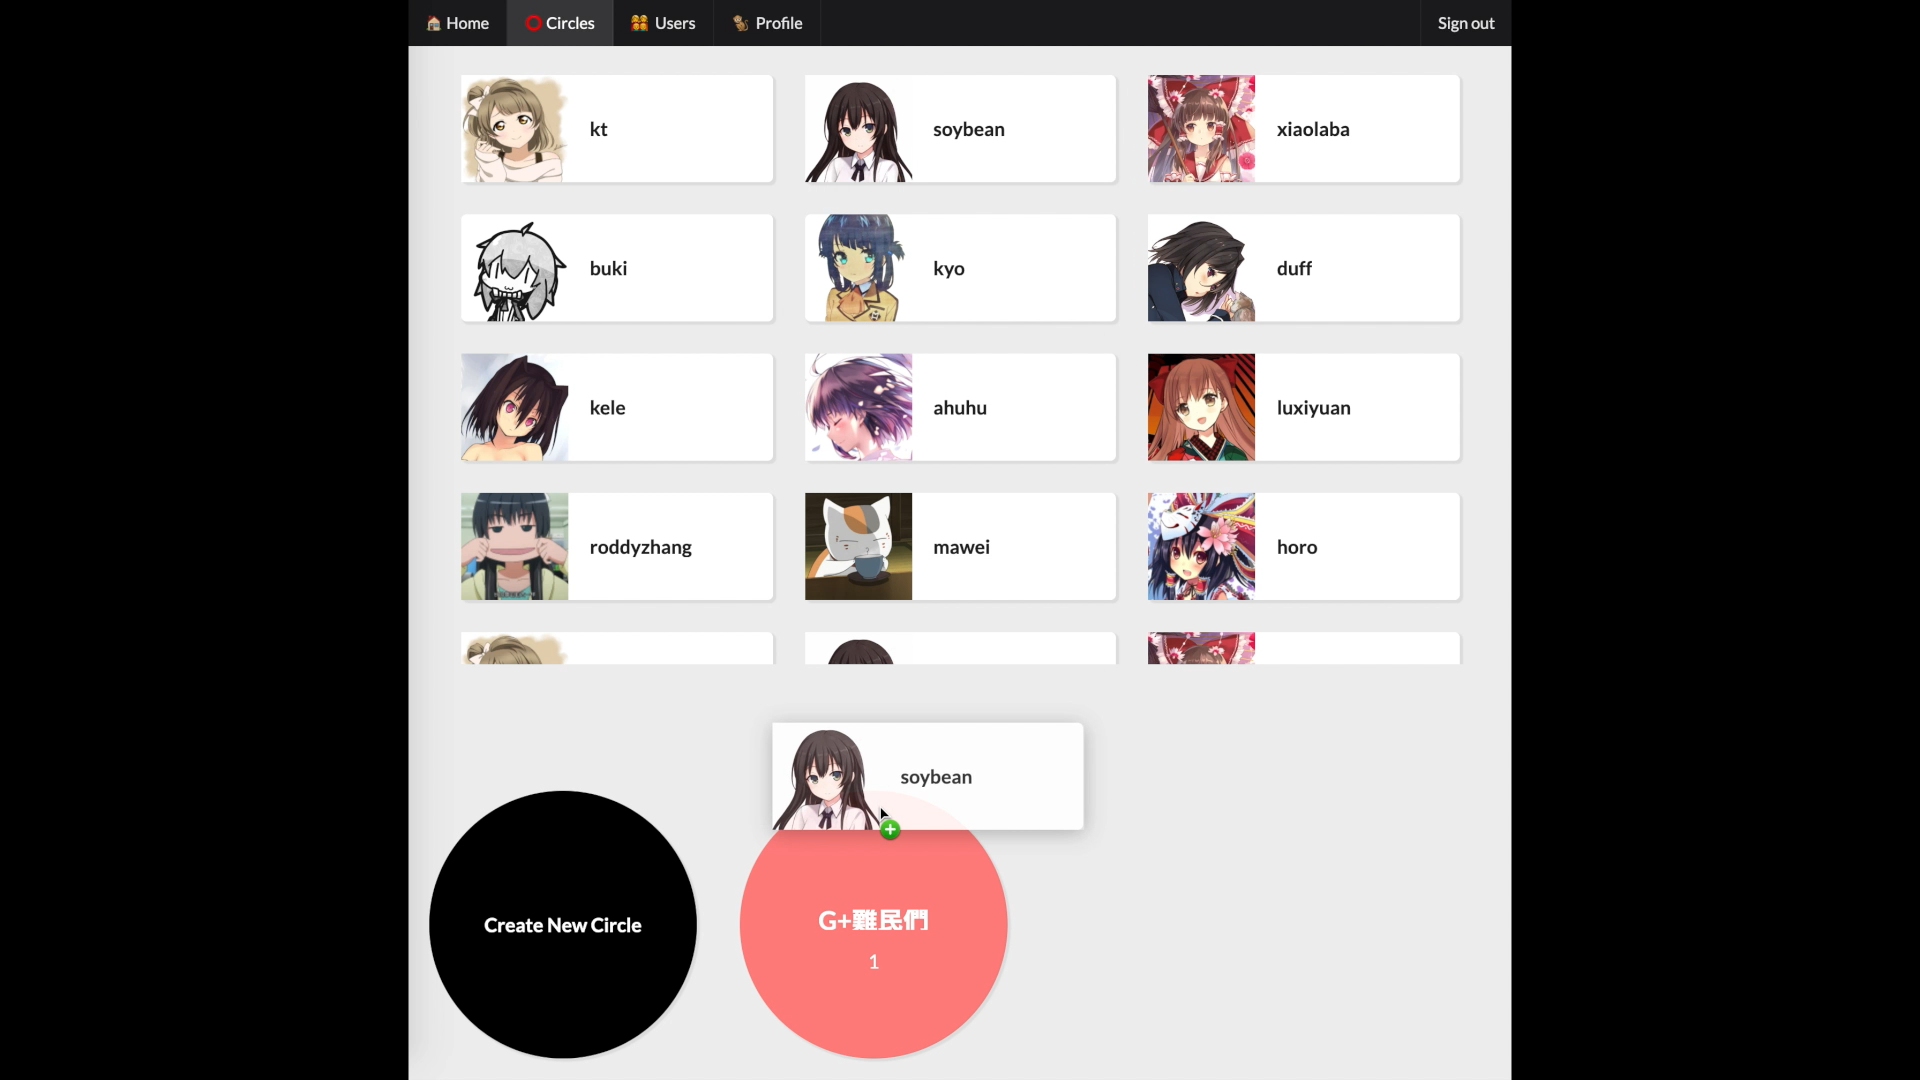 Home
Circles
Users
Profile
Sign out
kt
soybean
xiaolaba
buki
kyo
duff
kele
ahuhu
luxiyuan
roddyzhang
mawei
horo
soybean
Create New Circle
G+難民們
1